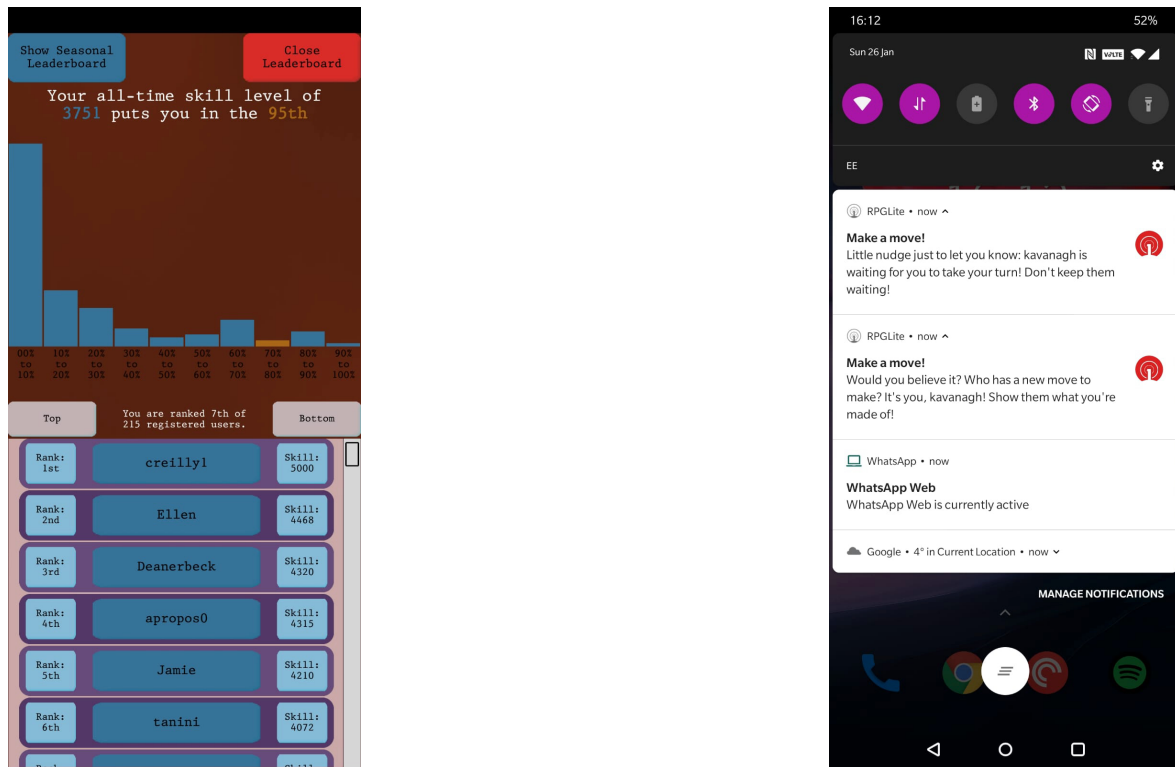 Show Seasonal
Leaderboard
Close
Leaderboard
Your all-time skill level of
3751 puts you in the 95th
00% to 10%
10% to 20%
20% to 30%
30% to 40%
40% to 50%
50% to 60%
60% to 70%
70% to 80%
80% to 90%
90% to 100%
Top
You are ranked 7th of
215 registered users.
Bottom
Rank:
1st
creilly1
Skill:
5000
Rank:
2nd
Ellen
Skill:
4468
Rank:
3rd
Deanerbeck
Skill:
4320
Rank:
4th
apropos0
Skill:
4315
Rank:
5th
Jamie
Skill:
4210
Rank:
6th
tanini
Skill:
4072
16:12
52%
Sun 26 Jan
VoLTE
EE
RPGLite • now
Make a move!
Little nudge just to let you know: kavanagh is
waiting for you to take your turn! Don't keep them
waiting!
RPGLite • now
Make a move!
Would you believe it? Who has a new move to
make? It's you, kavanagh! Show them what you're
made of!
WhatsApp • now
WhatsApp Web
WhatsApp Web is currently active
Google • 4° in Current Location • now
MANAGE NOTIFICATIONS